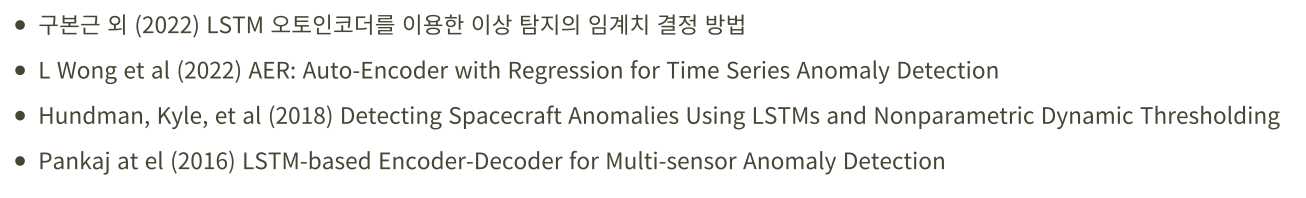 • 구본근 외 (2022) LSTM 오토인코더를 이용한 이상 탐지의 임계치 결정 방법
• L Wong et al (2022) AER: Auto-Encoder with Regression for Time Series Anomaly Detection
• Hundman, Kyle, et al (2018) Detecting Spacecraft Anomalies Using LSTMs and Nonparametric Dynamic Thresholding
• Pankaj at el (2016) LSTM-based Encoder-Decoder for Multi-sensor Anomaly Detection